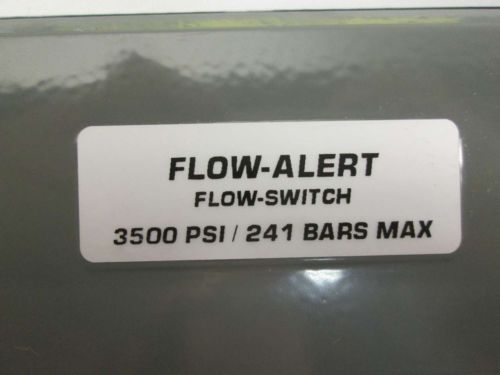 FLOW-ALERT
FLOW-SWITCH
3500 PSI / 241 BARS MAX